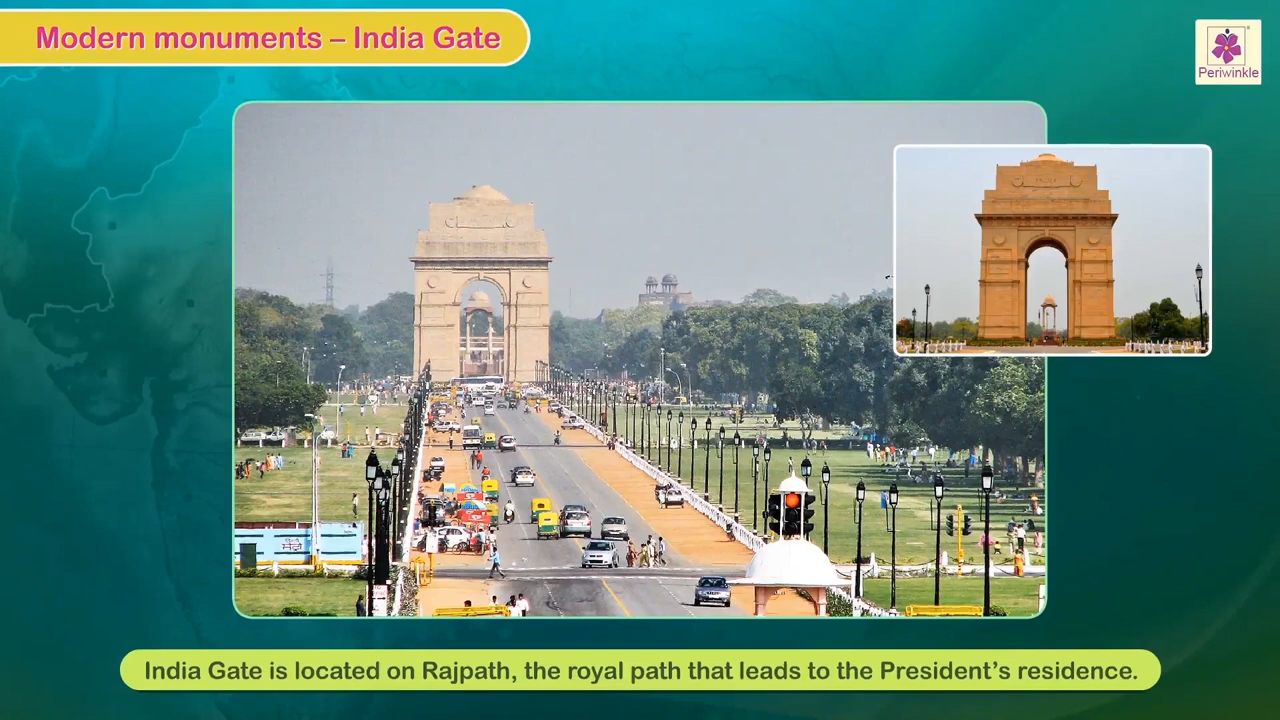 Modern monuments – India Gate
Periwinkle
India Gate is located on Rajpath, the royal path that leads to the President's residence.